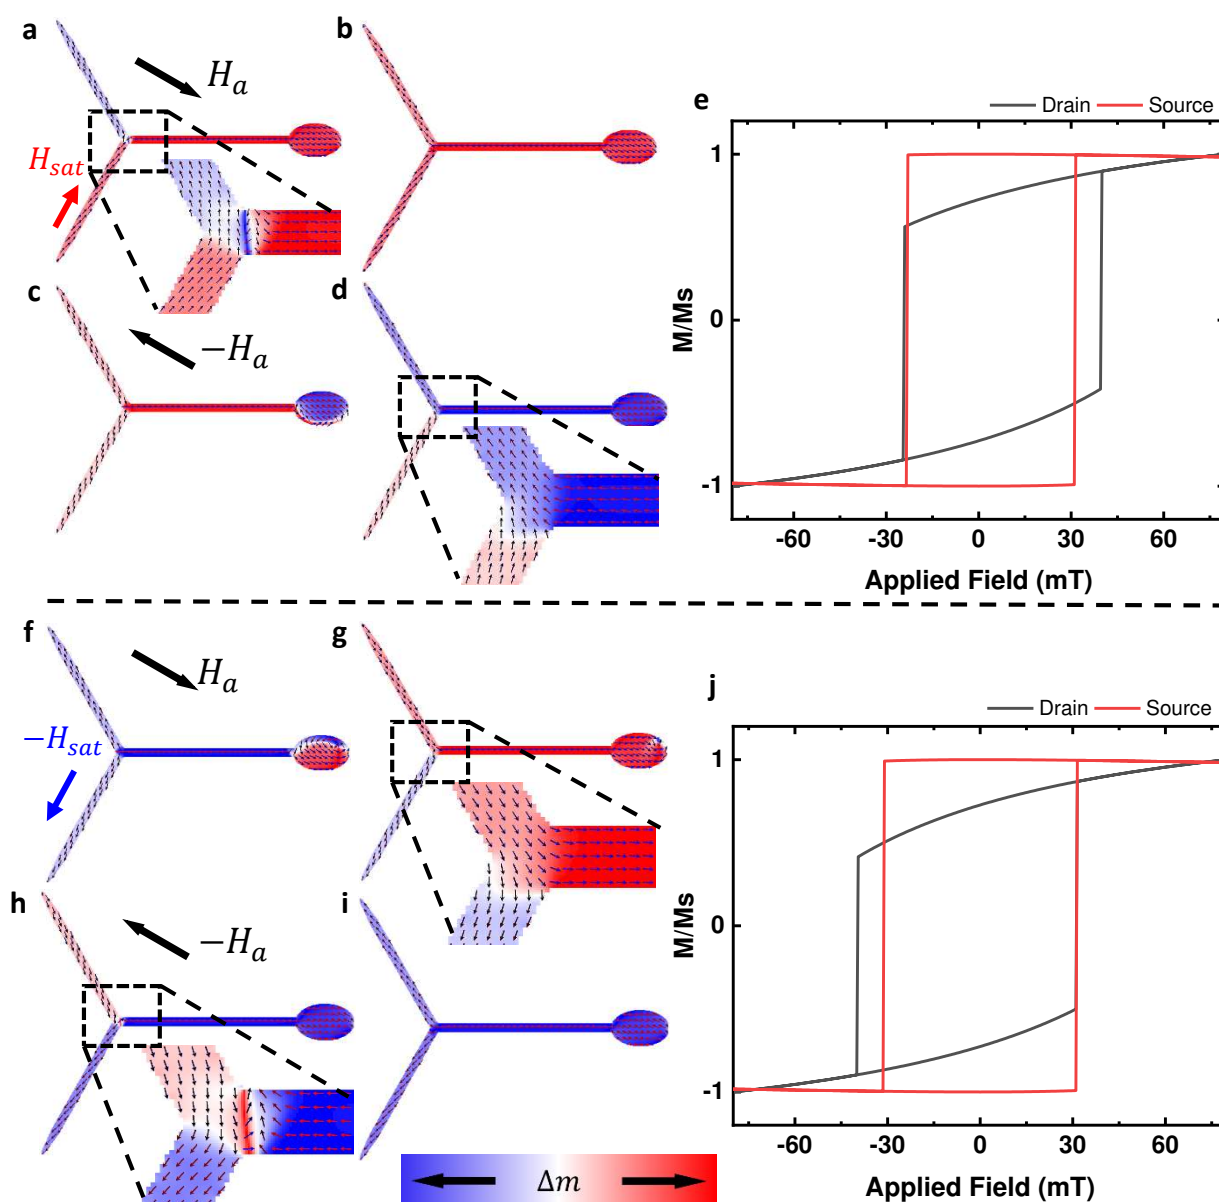 a
H_a
H_sat
b
c
−H_a
d
e
Drain
Source
1
0
-1
M/Ms
-60
-30
0
30
60
Applied Field (mT)
f
H_a
−H_sat
g
h
−H_a
i
Δm
j
Drain
Source
1
0
-1
M/Ms
-60
-30
0
30
60
Applied Field (mT)